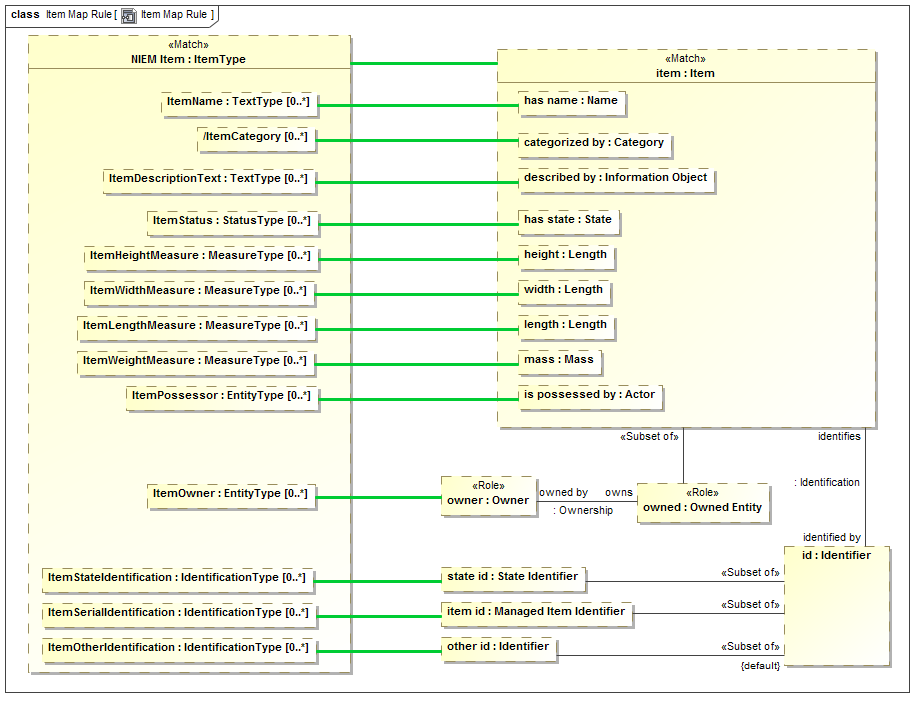 class Item Map Rule [ Item Map Rule ]
«Match»
NIEM Item : ItemType
«Match»
item : Item
ItemName : TextType [0..*]
has name : Name
/ItemCategory [0..*]
categorized by : Category
ItemDescriptionText : TextType [0..*]
described by : Information Object
ItemStatus : StatusType [0..*]
has state : State
ItemHeightMeasure : MeasureType [0..*]
height : Length
ItemWidthMeasure : MeasureType [0..*]
width : Length
ItemLengthMeasure : MeasureType [0..*]
length : Length
ItemWeightMeasure : MeasureType [0..*]
mass : Mass
ItemPossessor : EntityType [0..*]
is possessed by : Actor
«Subset of»
identifies
: Identification
ItemOwner : EntityType [0..*]
«Role»
owner : Owner
owned by
owns
: Ownership
«Role»
owned : Owned Entity
identified by
id : Identifier
ItemStateIdentification : IdentificationType [0..*]
state id : State Identifier
«Subset of»
ItemSerialIdentification : IdentificationType [0..*]
item id : Managed Item Identifier
«Subset of»
ItemOtherIdentification : IdentificationType [0..*]
other id : Identifier
«Subset of»
{default}